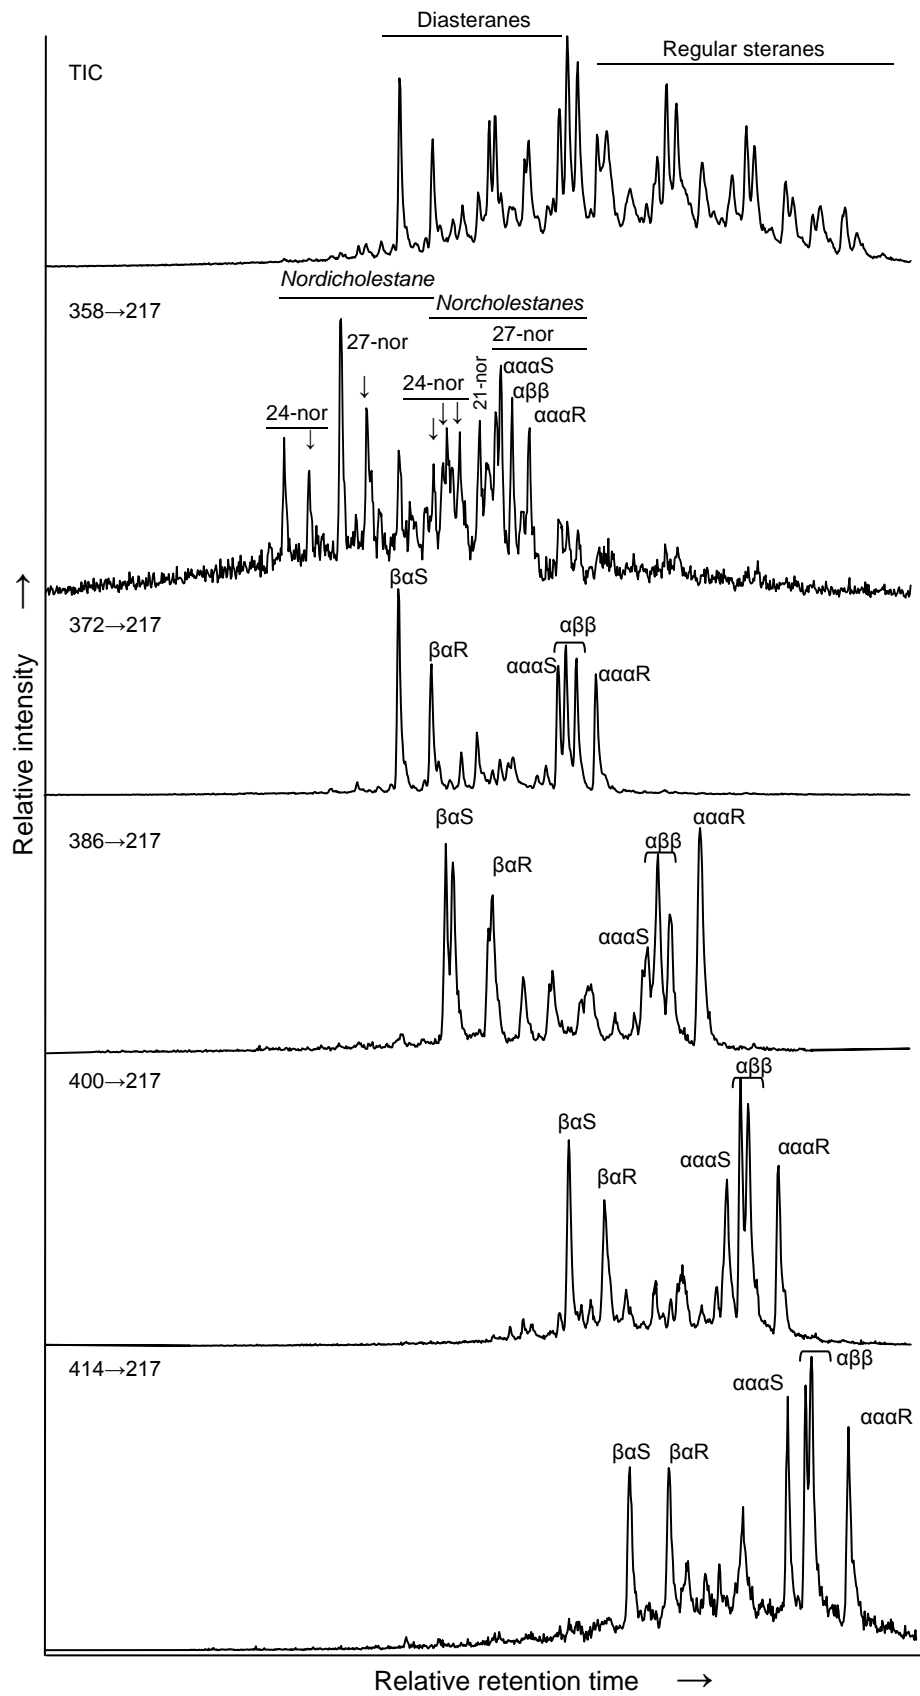 Diasteranes
Regular steranes
TIC
Nordicholestane
Norcholestanes
358→217
27-nor
27-nor
24-nor
24-nor
21-nor
αααS
αββ
αααR
βαS
372→217
βαR
αββ
αααS
αααR
βαS
αααR
386→217
αββ
βαR
αααS
400→217
αββ
βαS
αααS
αααR
βαR
414→217
αββ
αααS
αααR
βαS
βαR
Relative intensity →
Relative retention time →